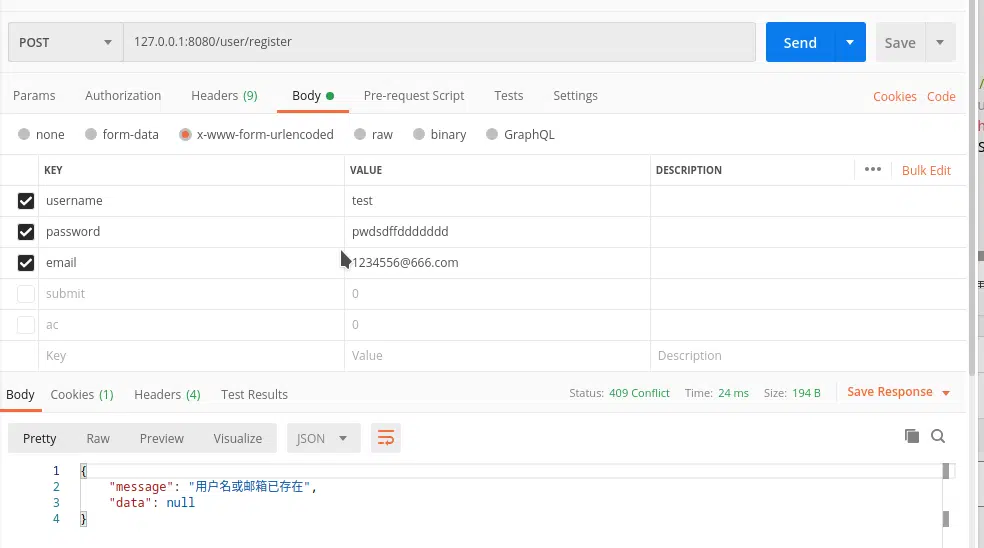 POST 127.0.0.1:8080/user/register Send Save
Params Authorization Headers (9) Body Pre-request Script Tests Settings Cookies Code
none form-data x-www-form-urlencoded raw binary GraphQL
KEY VALUE DESCRIPTION ••• Bulk Edit
username test
password pwdsdffddddddd
email 1234556@666.com
submit 0
ac 0
Key Value Description
Body Cookies (1) Headers (4) Test Results Status: 409 Conflict Time: 24 ms Size: 194 B Save Response
Pretty Raw Preview Visualize JSON
1 {
2 "message": "用户名或邮箱已存在",
3 "data": null
4 }